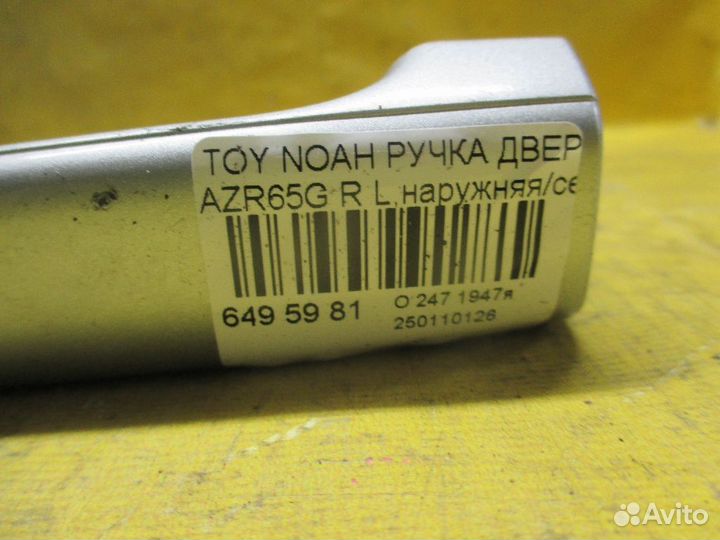 TOY NOAH РУЧКА ДВЕР
AZR65G R L наружняя/се
649 59 81
О 247 1947я
250110126
Avito